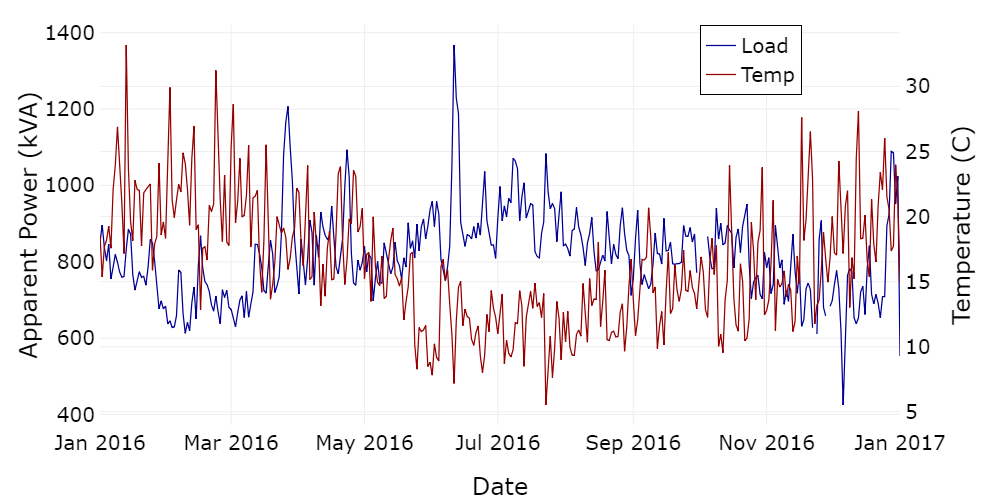 Load
Temp
Apparent Power (kVA)
1400
1200
1000
800
600
400
Temperature (C)
30
25
20
15
10
5
Jan 2016 Mar 2016 May 2016 Jul 2016 Sep 2016 Nov 2016 Jan 2017
Date